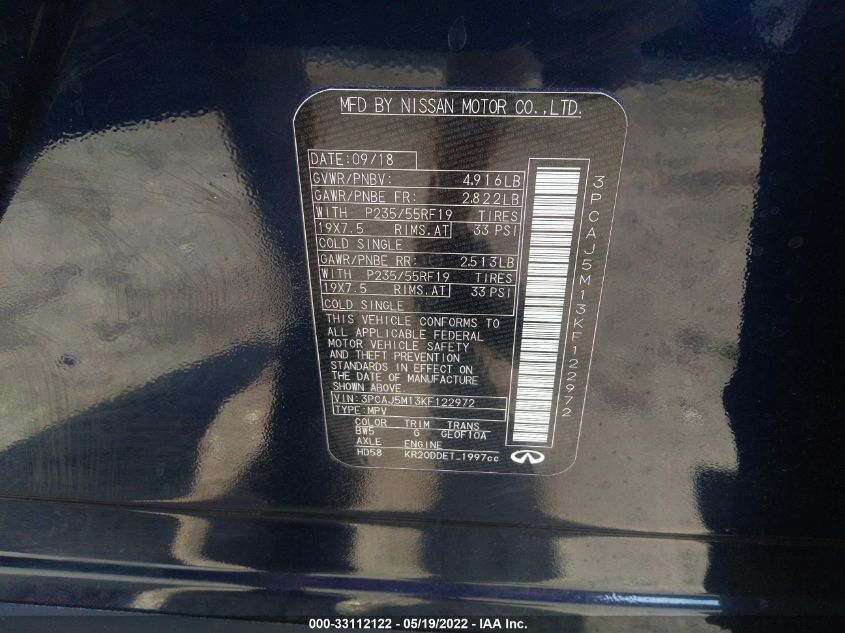 MFD BY NISSAN MOTOR CO.,LTD.
DATE:09/18
GVWR/PNBV: 4.916LB
GAWR/PNBE FR: 2.822LB
WITH P235/55RF19 TIRES
19X7.5 RIMS.AT 33 PSI
COLD SINGLE
GAWR/PNBE RR: 2.513LB
WITH P235/55RF19 TIRES
19X7.5 RIMS.AT 33 PSI
COLD SINGLE
THIS VEHICLE CONFORMS TO
ALL APPLICABLE FEDERAL
MOTOR VEHICLE SAFETY
AND THEFT PREVENTION
STANDARDS IN EFFECT ON
THE DATE OF MANUFACTURE
SHOWN ABOVE.
VIN: 3PCAJ5M13KF122972
TYPE:MPV
COLOR TRIM TRANS
BW5 G GE0F10A
AXLE ENGINE
HD58 KR20DDET_1997cc
3PCAJ5M13KF122972
000-33112122 - 05/19/2022 - IAA Inc.